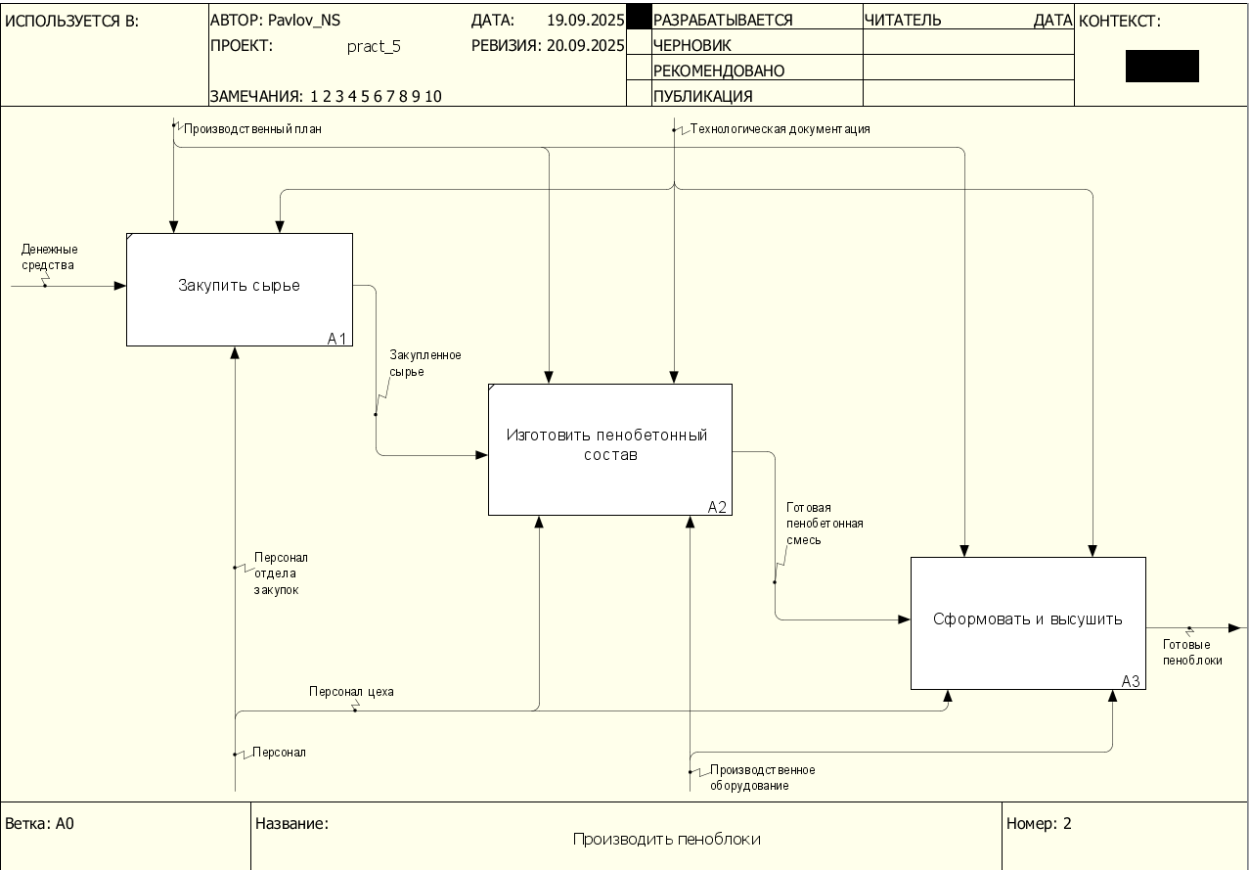 ИСПОЛЬЗУЕТСЯ В:
АВТОР: Pavlov_NS
ДАТА: 19.09.2025
РАЗРАБАТЫВАЕТСЯ
ЧИТАТЕЛЬ
ДАТА
КОНТЕКСТ:
ПРОЕКТ: pract_5
РЕВИЗИЯ: 20.09.2025
ЧЕРНОВИК
РЕКОМЕНДОВАНО
ЗАМЕЧАНИЯ: 1 2 3 4 5 6 7 8 9 10
ПУБЛИКАЦИЯ
Производственный план
Технологическая документация
Денежные
средства
Закупить сырье
A1
Закупленное
сырье
Изготовить пенобетонный
состав
A2
Готовая
пенобетонная
смесь
Персонал
отдела
закупок
Сформовать и высушить
A3
Готовые
пеноблоки
Персонал цеха
Персонал
Производственное
оборудование
Ветка: A0
Название:
Производить пеноблоки
Номер: 2